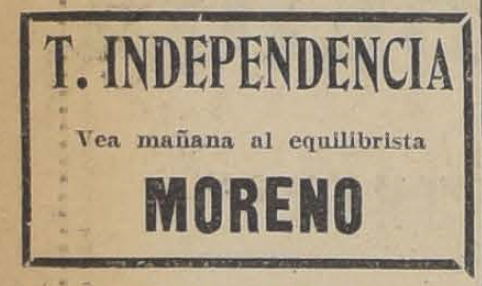 T. INDEPENDENCIA
Vea mañana al equilibrista
MORENO